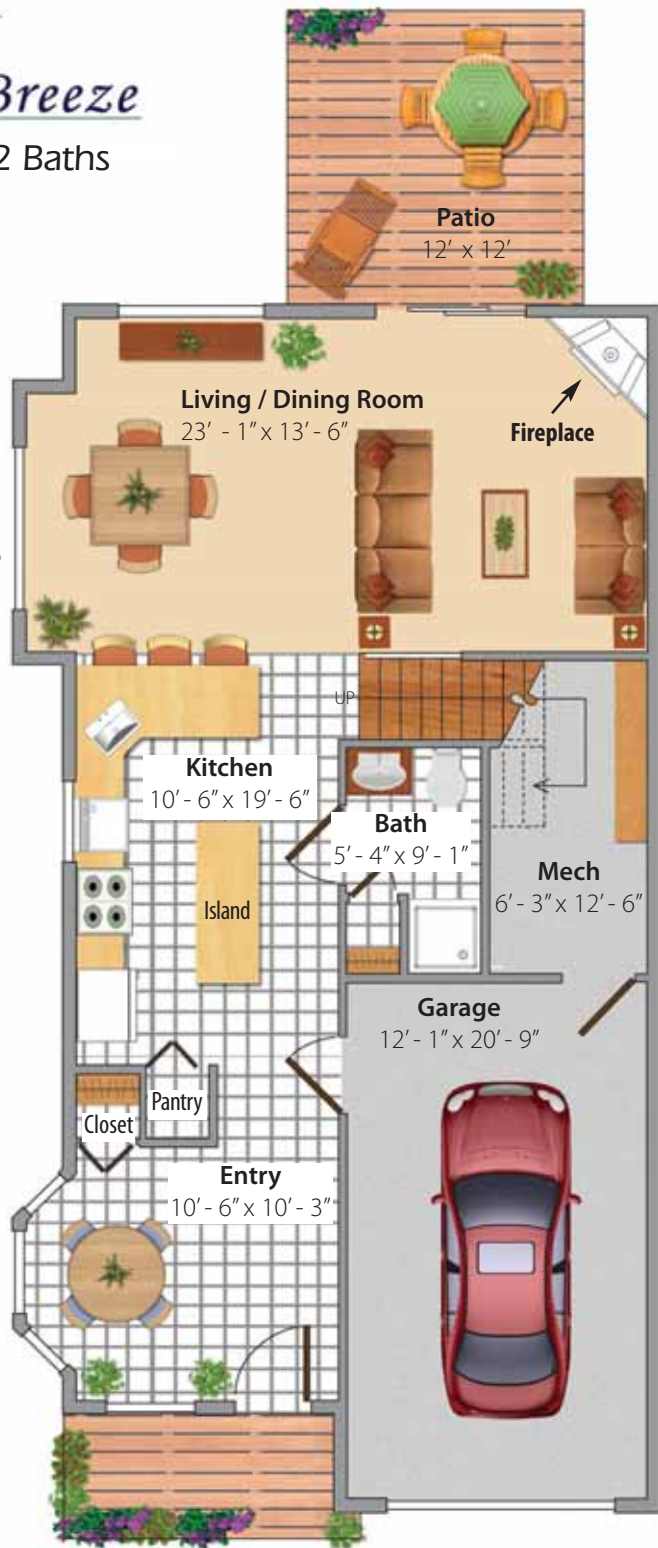 Breeze
2 Baths
Patio
12' x 12'
Living / Dining Room
23' - 1" x 13' - 6"
Fireplace
UP
Kitchen
10' - 6" x 19' - 6"
Bath
5' - 4" x 9' - 1"
Island
Mech
6' - 3" x 12' - 6"
Garage
12' - 1" x 20' - 9"
Pantry
Closet
Entry
10' - 6" x 10' - 3"